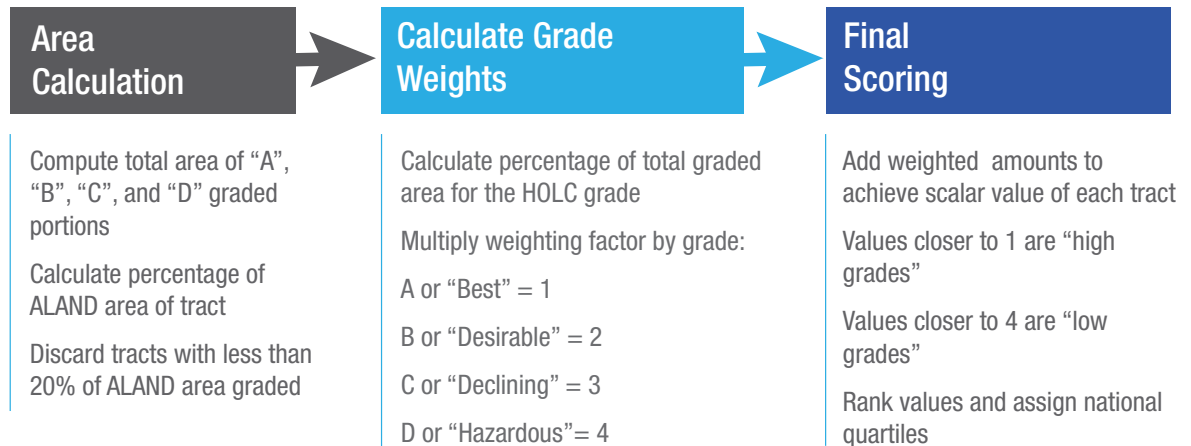 Area
Calculation
Compute total area of “A”,
“B”, “C”, and “D” graded
portions
Calculate percentage of
ALAND area of tract
Discard tracts with less than
20% of ALAND area graded
Calculate Grade
Weights
Calculate percentage of total graded
area for the HOLC grade
Multiply weighting factor by grade:
A or “Best” = 1
B or “Desirable” = 2
C or “Declining” = 3
D or “Hazardous”= 4
Final
Scoring
Add weighted  amounts to
achieve scalar value of each tract
Values closer to 1 are “high
grades”
Values closer to 4 are “low
grades”
Rank values and assign national
quartiles